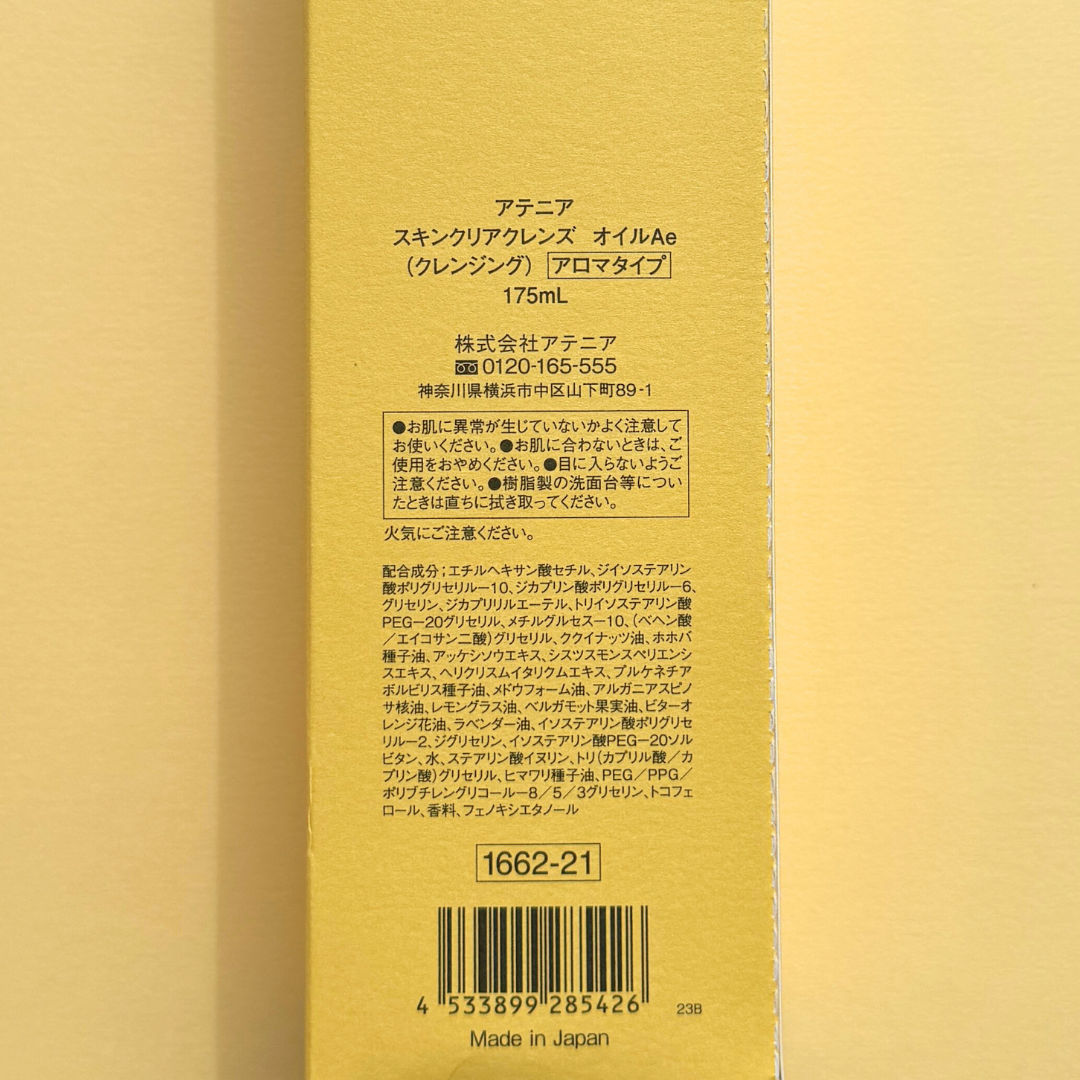 アテニア
スキンクリアクレンズ オイルAe
(クレンジング) アロマタイプ
175mL
株式会社アテニア
0120-165-555
神奈川県横浜市中区山下町89-1
●お肌に異常が生じていないかよく注意して
お使いください。●お肌に合わないときは、ご
使用をおやめください。●目に入らないようご
注意ください。●樹脂製の洗面台等につい
たときは直ちに拭き取ってください。
火気にご注意ください。
配合成分；エチルヘキサン酸セチル、ジイソステアリン
酸ポリグリセリルー10、ジカプリン酸ポリグリセリルー6、
グリセリン、ジカプリリルエーテル、トリイソステアリン酸
PEGー20グリセリル、メチルグルセスー10、(ベヘン酸
／エイコサン二酸)グリセリル、ククイナッツ油、ホホバ
種子油、アッケシソウエキス、シスツスモンスペリエンシ
スエキス、ヘリクリスムイタリクムエキス、プルケネチア
ボルビリス種子油、メドウフォーム油、アルガニアスピノ
サ核油、レモングラス油、ベルガモット果実油、ビターオ
レンジ花油、ラベンダー油、イソステアリン酸ポリグリセ
リルー2、ジグリセリン、イソステアリン酸PEGー20ソル
ビタン、水、ステアリン酸イヌリン、トリ(カプリル酸／カ
プリン酸)グリセリル、ヒマワリ種子油、PEG／PPG／
ポリブチレングリコールー8／5／3グリセリン、トコフェ
ロール、香料、フェノキシエタノール
1662-21
4 533899 285426
23B
Made in Japan